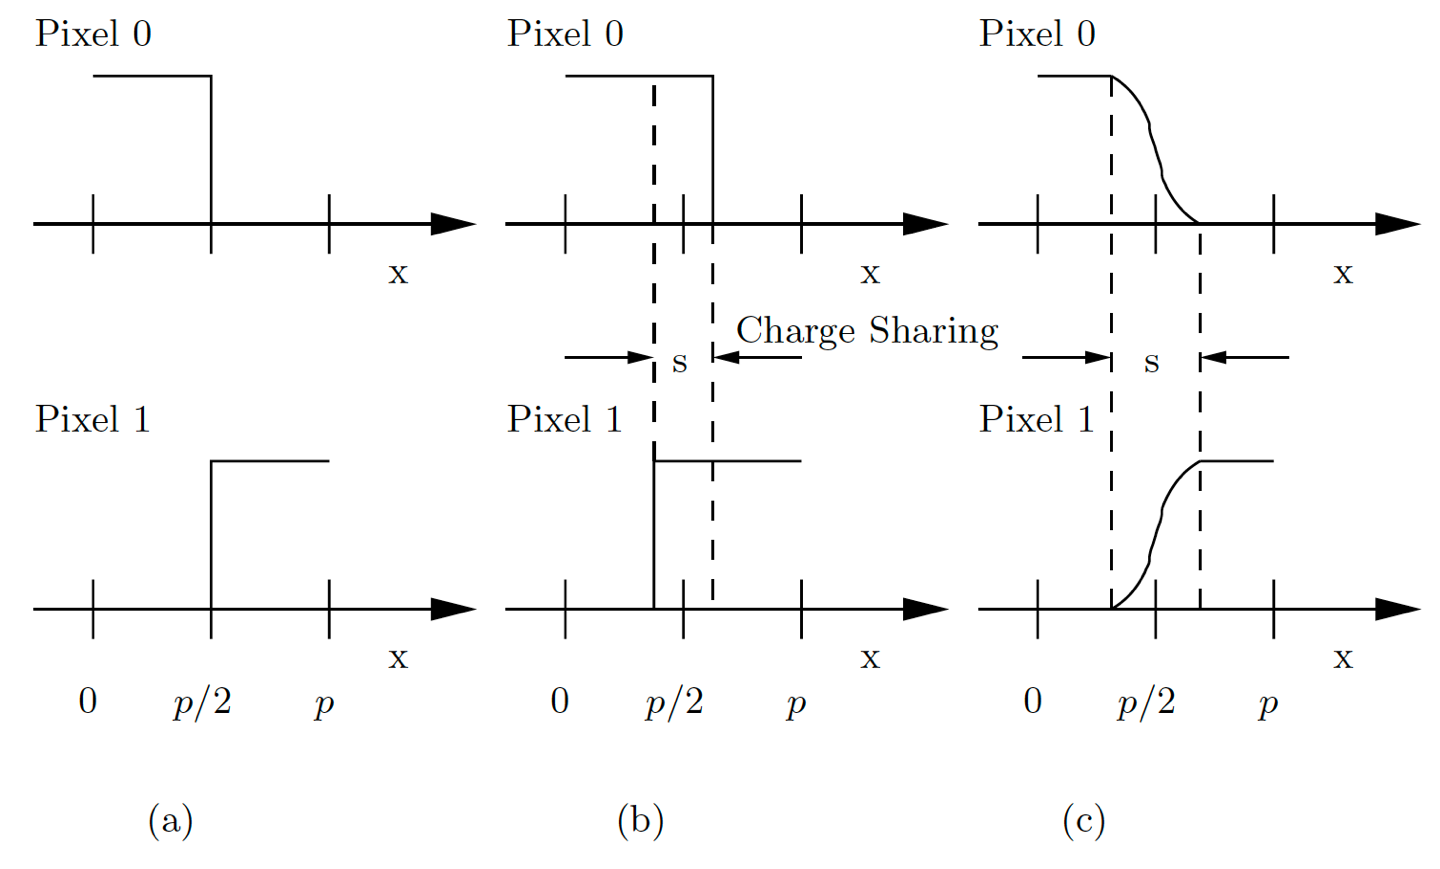 Pixel 0 Pixel 0 Pixel 0
x x x
Charge Sharing
s s
Pixel 1 Pixel 1 Pixel 1
x x x
0 p/2 p 0 p/2 p 0 p/2 p
(a) (b) (c)